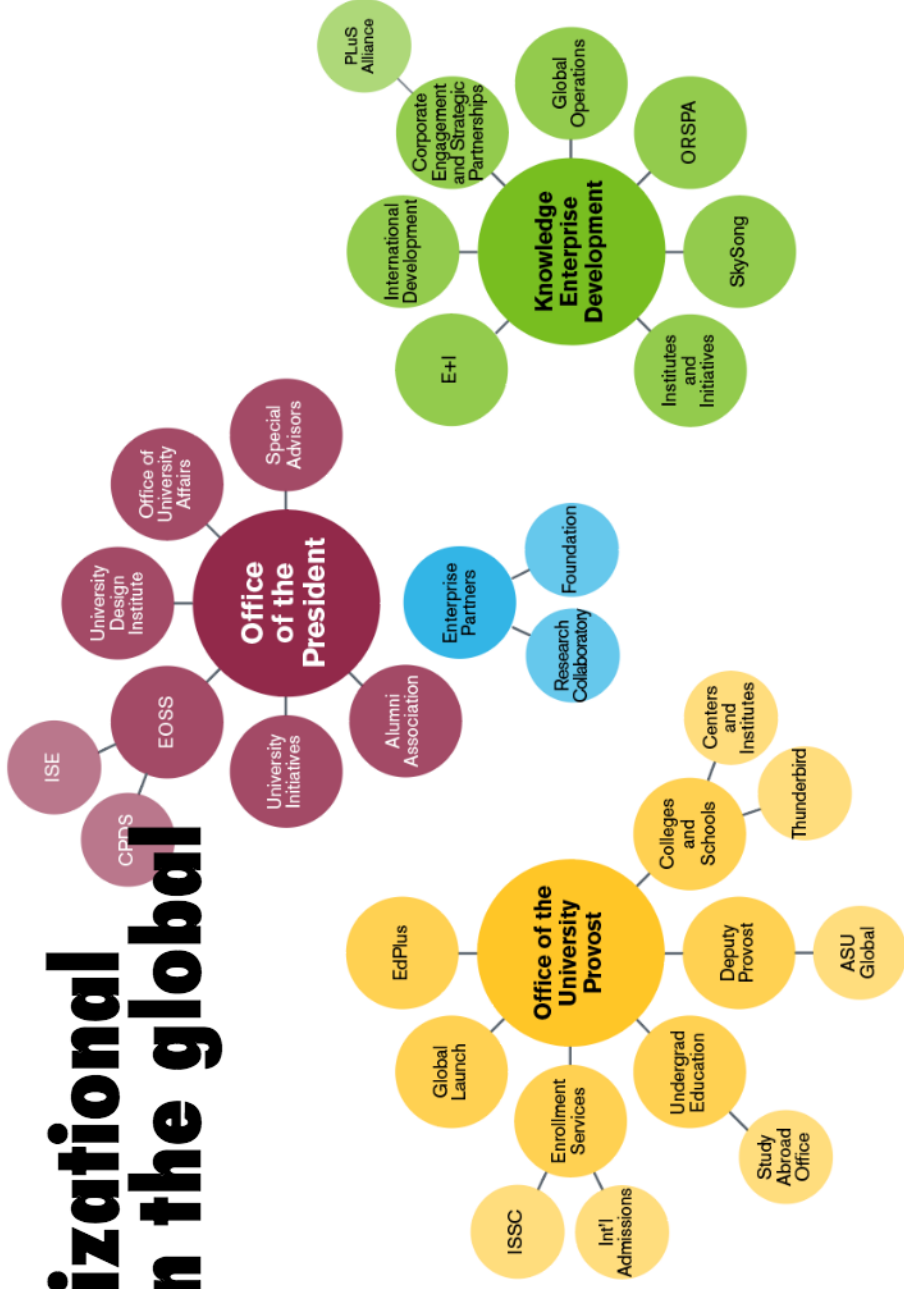 izational
n the global
ISE
CPDS
EOSS
University
Design
Institute
Office of
University
Affairs
Special
Advisors
Office
of the
President
University
Initiatives
Alumni
Association
Enterprise
Partners
Research
Collaboratory
Foundation
PLuS
Alliance
Corporate
Engagement
and Strategic
Partnerships
Global
Operations
International
Development
E+I
Knowledge
Enterprise
Development
ORSPA
SkySong
Institutes
and
Initiatives
EdPlus
Global
Launch
Office of the
University
Provost
Enrollment
Services
ISSC
Int'l
Admissions
Undergrad
Education
Study
Abroad
Office
Deputy
Provost
ASU
Global
Colleges
and
Schools
Centers
and
Institutes
Thunderbird